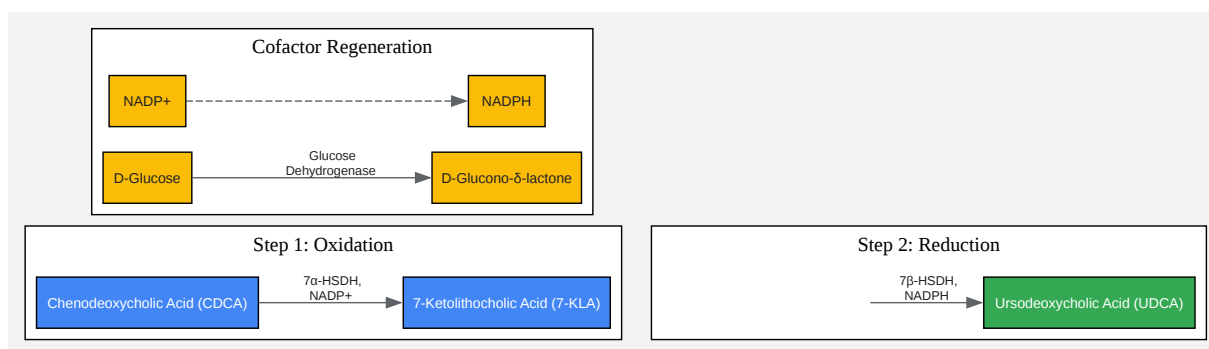 Cofactor Regeneration
NADP+
NADPH
D-Glucose
Glucose
Dehydrogenase
D-Glucono-δ-lactone
Step 1: Oxidation
Chenodeoxycholic Acid (CDCA)
7α-HSDH,
NADP+
7-Ketolithocholic Acid (7-KLA)
Step 2: Reduction
7β-HSDH,
NADPH
Ursodeoxycholic Acid (UDCA)